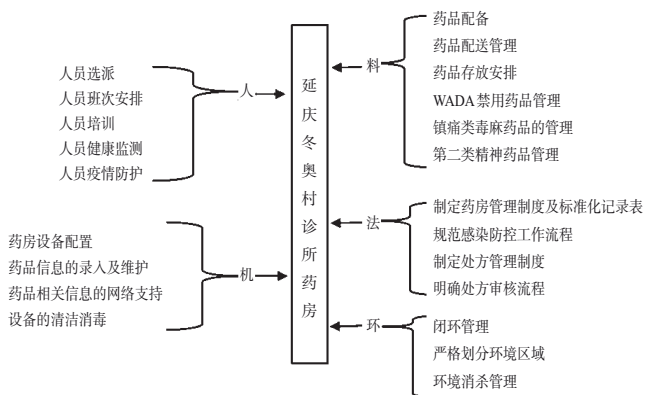 人员选派
人员班次安排
人员培训
人员健康监测
人员疫情防护
人
药房设备配置
药品信息的录入及维护
药品相关信息的网络支持
设备的清洁消毒
机
延庆冬奥村诊所药房
料
药品配备
药品配送管理
药品存放安排
WADA禁用药品管理
镇痛类毒麻药品的管理
第二类精神药品管理
法
制定药房管理制度及标准化记录表
规范感染防控工作流程
制定处方管理制度
明确处方审核流程
环
闭环管理
严格划分环境区域
环境消杀管理